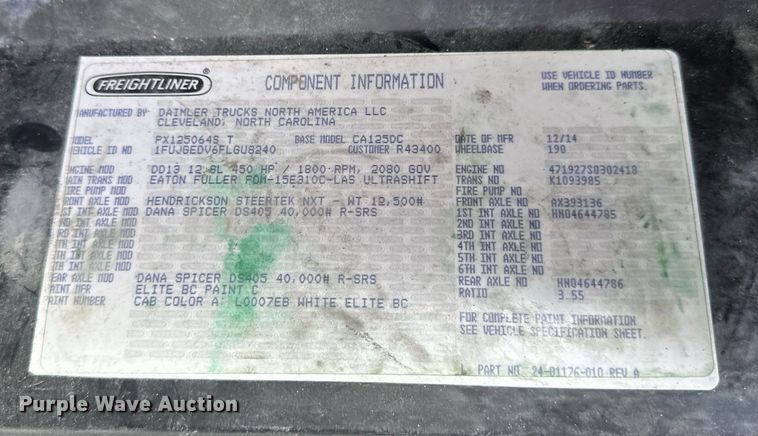 FREIGHTLINER®
COMPONENT INFORMATION
USE VEHICLE ID NUMBER
WHEN ORDERING PARTS.
MANUFACTURED BY- DAIMLER TRUCKS NORTH AMERICA LLC
CLEVELAND, NORTH CAROLINA
MODEL PX125064S T BASE MODEL CA125DC DATE OF MFR 12/14
VEHICLE ID NO 1FUJGEDV6FLGU8240 CUSTOMER R43400 WHEELBASE 190
ENGINE MOD DD13 12.8L 450 HP / 1800 RPM, 2080 GOV 471927S0302418
MAIN TRANS MOD EATON FULLER FOM-15E310C-LAS ULTRASHIFT TRANS NO K1093985
FIRE PUMP MOD FIRE PUMP NO
FRONT AXLE MOD HENDRICKSON STEERTEK NXT - WT 12,500# FRONT AXLE NO AX393136
1ST INT AXLE MOD DANA SPICER DS405 40,000# R-SRS 1ST INT AXLE NO HN04644785
ND INT AXLE MOD 2ND INT AXLE NO
RD INT AXLE MOD 3RD INT AXLE NO
TH INT AXLE MOD 4TH INT AXLE NO
TH INT AXLE MOD 5TH INT AXLE NO
TH INT AXLE MOD 6TH INT AXLE NO
REAR AXLE MOD DANA SPICER DS405 40,000# R-SRS REAR AXLE NO HN04644786
PAINT MFR ELITE BC PAINT C RATIO 3.55
PAINT NUMBER CAB COLOR A: L0007EB WHITE ELITE BC
FOR COMPLETE PAINT INFORMATION
SEE VEHICLE SPECIFICATION SHEET.
PART NO. 24-01176-010 REV A
Purple Wave Auction